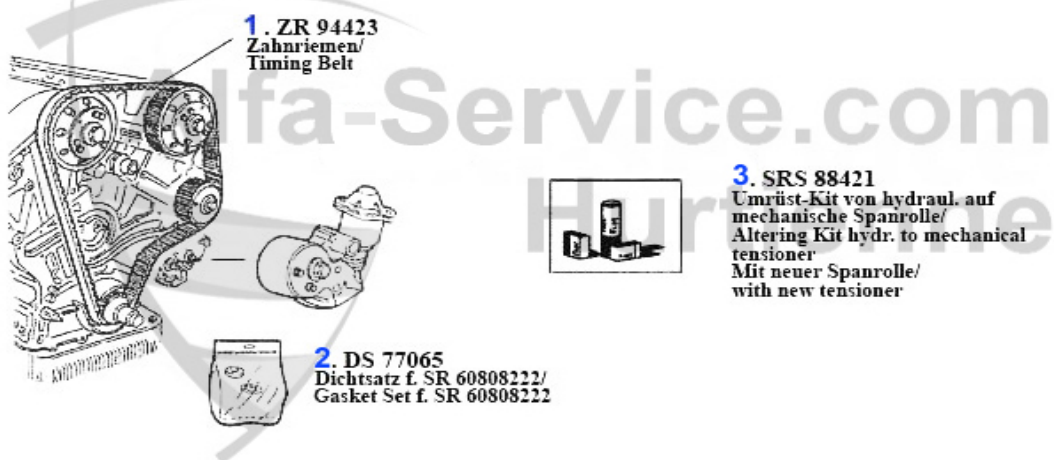 1. ZR 94423
Zahnriemen/
Timing Belt
Alfa-Service.com
3. SRS 88421
Umrüst-Kit von hydraul. auf
mechanische Spanrolle/
Altering Kit hydr. to mechanical
tensioner
Mit neuer Spanrolle/
with new tensioner
2. DS 77065
Dichtsatz f. SR 60808222/
Gasket Set f. SR 60808222